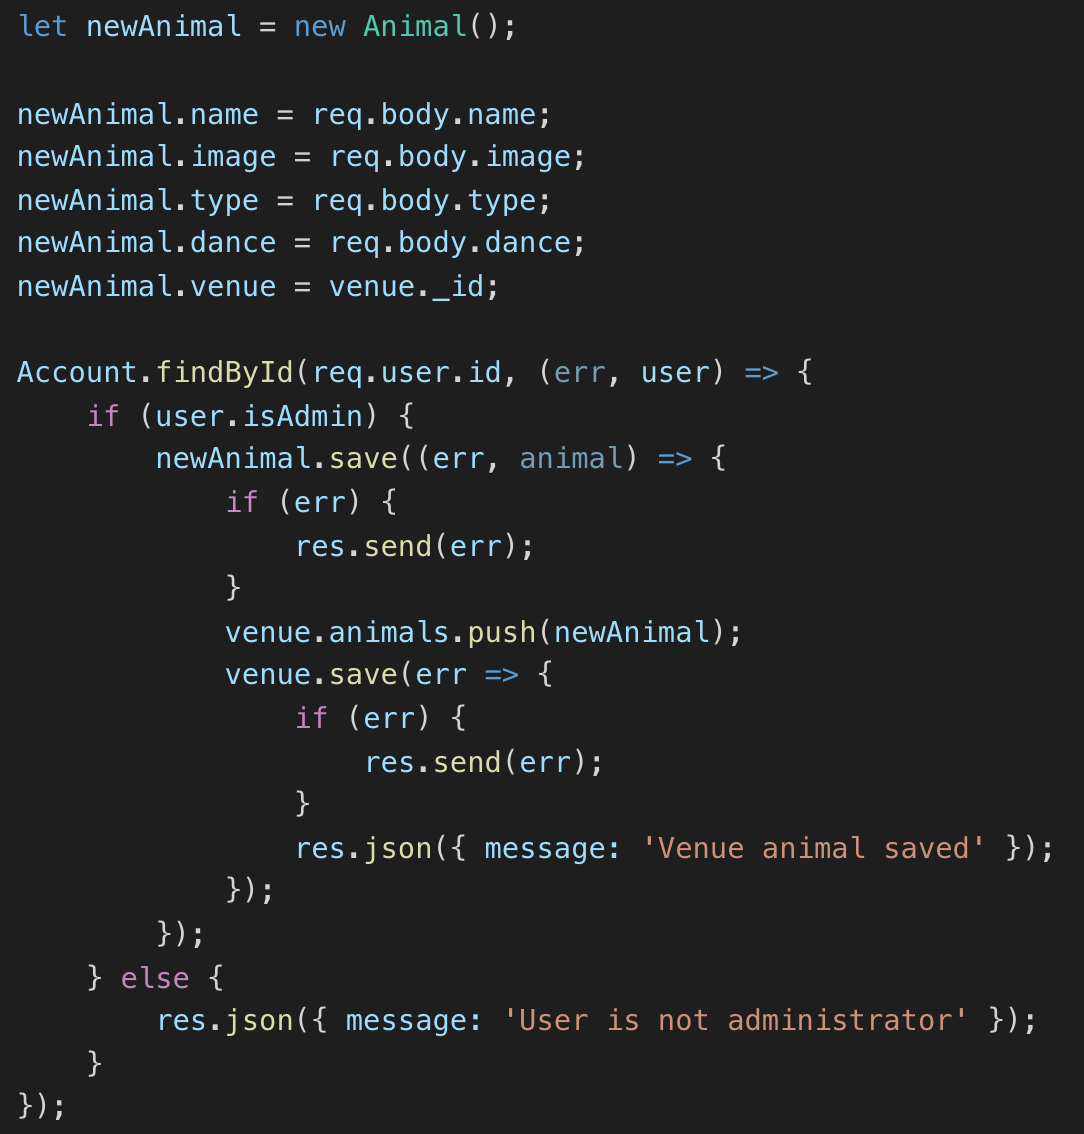 let newAnimal = new Animal();

newAnimal.name = req.body.name;
newAnimal.image = req.body.image;
newAnimal.type = req.body.type;
newAnimal.dance = req.body.dance;
newAnimal.venue = venue._id;

Account.findById(req.user.id, (err, user) => {
    if (user.isAdmin) {
        newAnimal.save((err, animal) => {
            if (err) {
                res.send(err);
            }
            venue.animals.push(newAnimal);
            venue.save(err => {
                if (err) {
                    res.send(err);
                }
                res.json({ message: 'Venue animal saved' });
            });
        });
    } else {
        res.json({ message: 'User is not administrator' });
    }
});